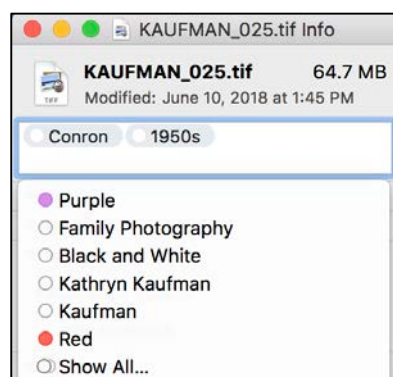 KAUFMAN_025.tif Info
KAUFMAN_025.tif 64.7 MB
Modified: June 10, 2018 at 1:45 PM
Conron 1950s
Purple
Family Photography
Black and White
Kathryn Kaufman
Kaufman
Red
Show All...